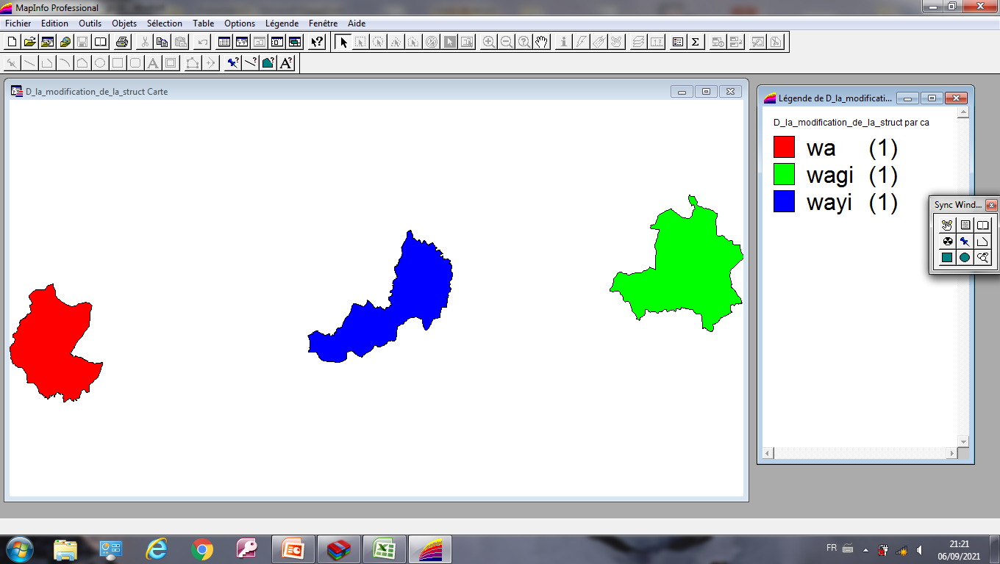 MapInfo Professional
Fichier Edition Outils Objets Sélection Table Options Légende Fenêtre Aide
D_la_modification_de_la_struct Carte
Légende de D_la_modificati...
D_la_modification_de_la_struct par ca
wa (1)
wagi (1)
wayi (1)
Sync Wind...
FR
21:21
06/09/2021